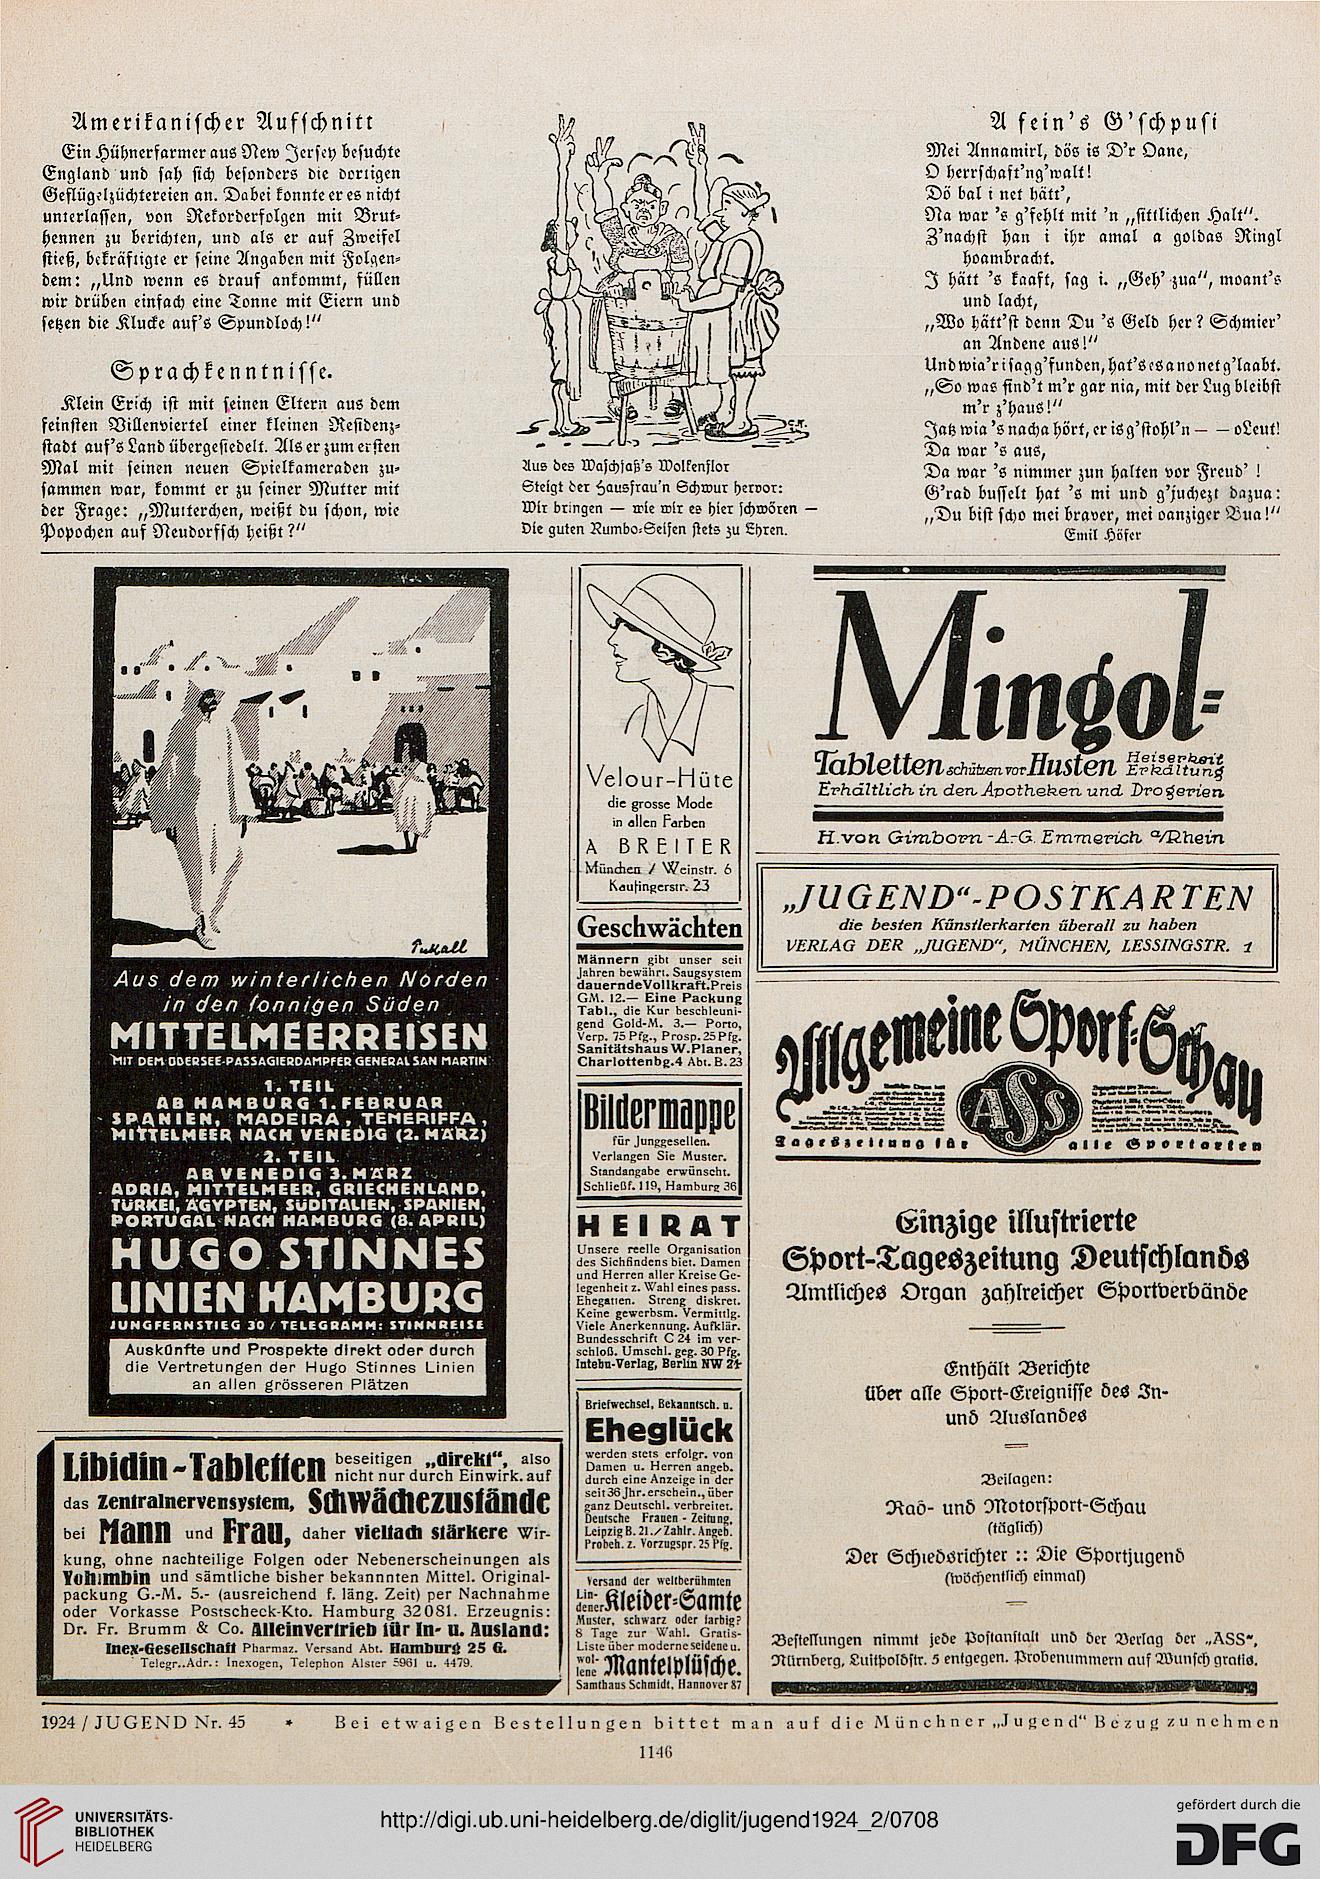 Amerikanischer Aufschnitt
Ein Hühnerfarmer aus New Jersey besuchte
England und sah sich besonders die dortigen
Geflügelzüchtereien an. Dabei konnte er es nicht
unterlassen, von Rekorderfolgen mit Brut-
hennen zu berichten, und als er auf Zweifel
stieß, bekräftigte er seine Angaben mit Folgen-
dem: „Und wenn es drauf ankommt, füllen
wir drüben einfach eine Tonne mit Eiern und
setzen die Klucke auf's Spundloch!"
Sprachkenntnisse.
Klein Erich ist mit seinen Eltern aus dem
feinsten Villenviertel einer kleinen Residenz-
stadt auf's Land übergesiedelt. Als er zum ersten
Mal mit seinen neuen Spielkameraden zu-
sammen war, kommt er zu seiner Mutter mit
der Frage: „Mutterchen, weißt du schon, wie
Popochen auf Neudorfsch heißt?"
Aus des Waschfaß's Wolkenflor
Steigt der Hausfrau'n Schwur hervor:
Wir bringen — wie wir es hier schwören —
Die guten Rumbo-Seifen stets zu Ehren.
A fein's G'schpusi
Mei Annamirl, dös is D'r Oane,
O herrschaft'ng'walt!
Dö bal i net hätt',
Na war 's g'fehlt mit 'n „sittlichen Halt".
Z'nachst han i ihr amal a goldas Ringl
hoambracht.
I hätt 's kaaft, sag i. „Geh' zua", moant's
und lacht,
„Wo hätt'st denn Du 's Geld her? Schmier'
an Andene aus!"
Und wia'r i sag g'funden, hat's es a no net g'laabt.
„So was find't m'r gar nia, mit der Lug bleibst
m'r z'haus!"
Jatz wia 's nacha hört, er is g'stohl'n — — o Leut!
Da war 's aus,
Da war 's nimmer zun halten vor Freud' !
G'rad busselt hat 's mi und g'juchezt dazua:
„Du bist scho mei braver, mei oanziger Bua!"
Emil Höfer
Pukall
Aus dem winterlichen Norden
in den sonnigen Süden
MITTELMEERREISEN
MIT DEM ODERSEE-PASSAGIERDAMPFER GENERAL SAN MARTIN
1. TEIL
AB HAMBURG 1. FEBRUAR
SPANIEN, MADEIRA, TENERIFFA,
MITTELMEER NACH VENEDIG (2. MÄRZ)
2. TEIL
AB VENEDIG 3. MÄRZ
ADRIA, MITTELMEER, GRIECHENLAND,
TÜRKEI, ÄGYPTEN, SÜDITALIEN, SPANIEN,
PORTUGAL NACH HAMBURG (8. APRIL)
HUGO STINNES
LINIEN HAMBURG
JUNGFERNSTIEG 30 / TELEGRAMM: STINNREISE
Auskünfte und Prospekte direkt oder durch
die Vertretungen der Hugo Stinnes Linien
an allen grösseren Plätzen
Libidin-Tabletten beseitigen „direkt", also
nicht nur durch Einwirk. auf
das Zentralnervensystem, Schwächezustände
bei Mann und Frau, daher vielfach stärkere Wir-
kung, ohne nachteilige Folgen oder Nebenerscheinungen als
Yohimbin und sämtliche bisher bekannnten Mittel. Original-
packung G.-M. 5.- (ausreichend f. läng. Zeit) per Nachnahme
oder Vorkasse Postscheck-Kto. Hamburg 32081. Erzeugnis:
Dr. Fr. Brumm & Co. Alleinvertrieb für In- u. Ausland:
Inex-Gesellschaft Pharmaz. Versand Abt. Hamburg 25 G.
Telegr.-Adr.: Inexogen, Telephon Alster 5961 u. 4479.
Velour-Hüte
die grosse Mode
in allen Farben
A BREITER
München / Weinstr. 6
Kaufingerstr. 23
Geschwächten
Männern gibt unser seit
Jahren bewährt. Saugsystem
dauernde Vollkraft. Preis
GM. 12.— Eine Packung
Tabl., die Kur beschleuni-
gend Gold-M. 3.— Porto,
Verp. 75 Pfg., Prosp. 25 Pfg.
Sanitätshaus W. Planer,
Charlottenbg. 4 Abt. B. 23
Bildermappe
für Junggesellen.
Verlangen Sie Muster.
Standangabe erwünscht.
Schließf. 119, Hamburg 36
HEIRAT
Unsere reelle Organisation
des Sichfindens biet. Damen
und Herren aller Kreise Ge-
legenheit z. Wahl eines pass.
Ehegatten. Streng diskret.
Keine gewerbsm. Vermittlg.
Viele Anerkennung. Aufklär.
Bundesschrift C 24 im ver-
schloß. Umschl. geg. 30 Pfg.
Intebu-Verlag, Berlin NW 21
Briefwechsel, Bekanntsch. u.
Eheglück
werden stets erfolgr. von
Damen u. Herren angeb.
durch eine Anzeige in der
seit 36 Jhr. erschein., über
ganz Deutschl. verbreitet.
Deutsche Frauen-Zeitung,
Leipzig B. 21. / Zahlr. Angeb.
Probeh. z. Vorzugspr. 25 Pfg.
Versand der weltberühmten
Lin-
dener Kleider-Samte
Muster, schwarz oder farbig?
8 Tage zur Wahl. Gratis-
Liste über moderne seidene u.
wol-
lene Mantelplüsche.
Samthaus Schmidt, Hannover 87
Mingol-
Tabletten schützen vor Husten Heiserkeit
Erkältung
Erhältlich in den Apotheken und Drogerien
H. von Gimborn - A.-G. Emmerich a/Rhein
„JUGEND"-POSTKARTEN
die besten Künstlerkarten überall zu haben
VERLAG DER „JUGEND", MÜNCHEN, LESSINGSTR. 1
Allgemeine Sport-Schau
ASS
Tageszeitung für alle Sportarten
Einzige illustrierte
Sport-Tageszeitung Deutschlands
Amtliches Organ zahlreicher Sportverbände
Enthält Berichte
über alle Sport-Ereignisse des In-
und Auslandes
Beilagen:
Rad- und Motorsport-Schau
(täglich)
Der Schiedsrichter :: Die Sportjugend
(wöchentlich einmal)
Bestellungen nimmt jede Postanstalt und der Verlag der „ASS",
Nürnberg, Luitpoldstr. 5 entgegen. Probenummern auf Wunsch gratis.
1924 / JUGEND Nr. 45 * Bei etwaigen Bestellungen bittet man auf die Münchner „Jugend" Bezug zu nehmen
1146
UNIVERSITÄTS-
BIBLIOTHEK
HEIDELBERG
http://digi.ub.uni-heidelberg.de/diglit/jugend1924_2/0708
gefördert durch die
DFG